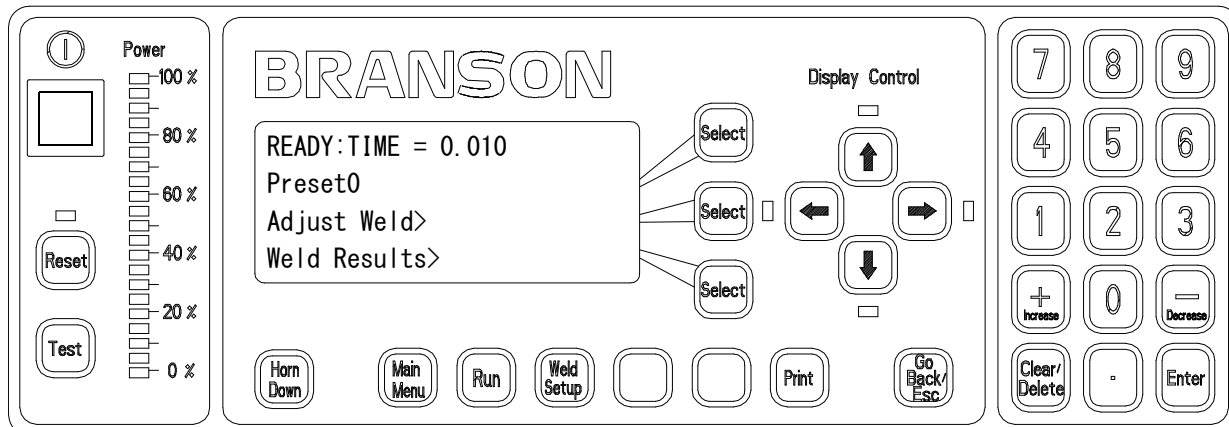 Power
100 %
80 %
60 %
40 %
20 %
0 %
Reset
Test
BRANSON
READY:TIME = 0.010
Preset0
Adjust Weld>
Weld Results>
Select
Select
Select
Display Control
Horn
Down
Main
Menu
Run
Weld
Setup
Print
Go
Back/
Esc
7 8 9
4 5 6
1 2 3
+
Increase
0
—
Decrease
Clear/
Delete
.
Enter